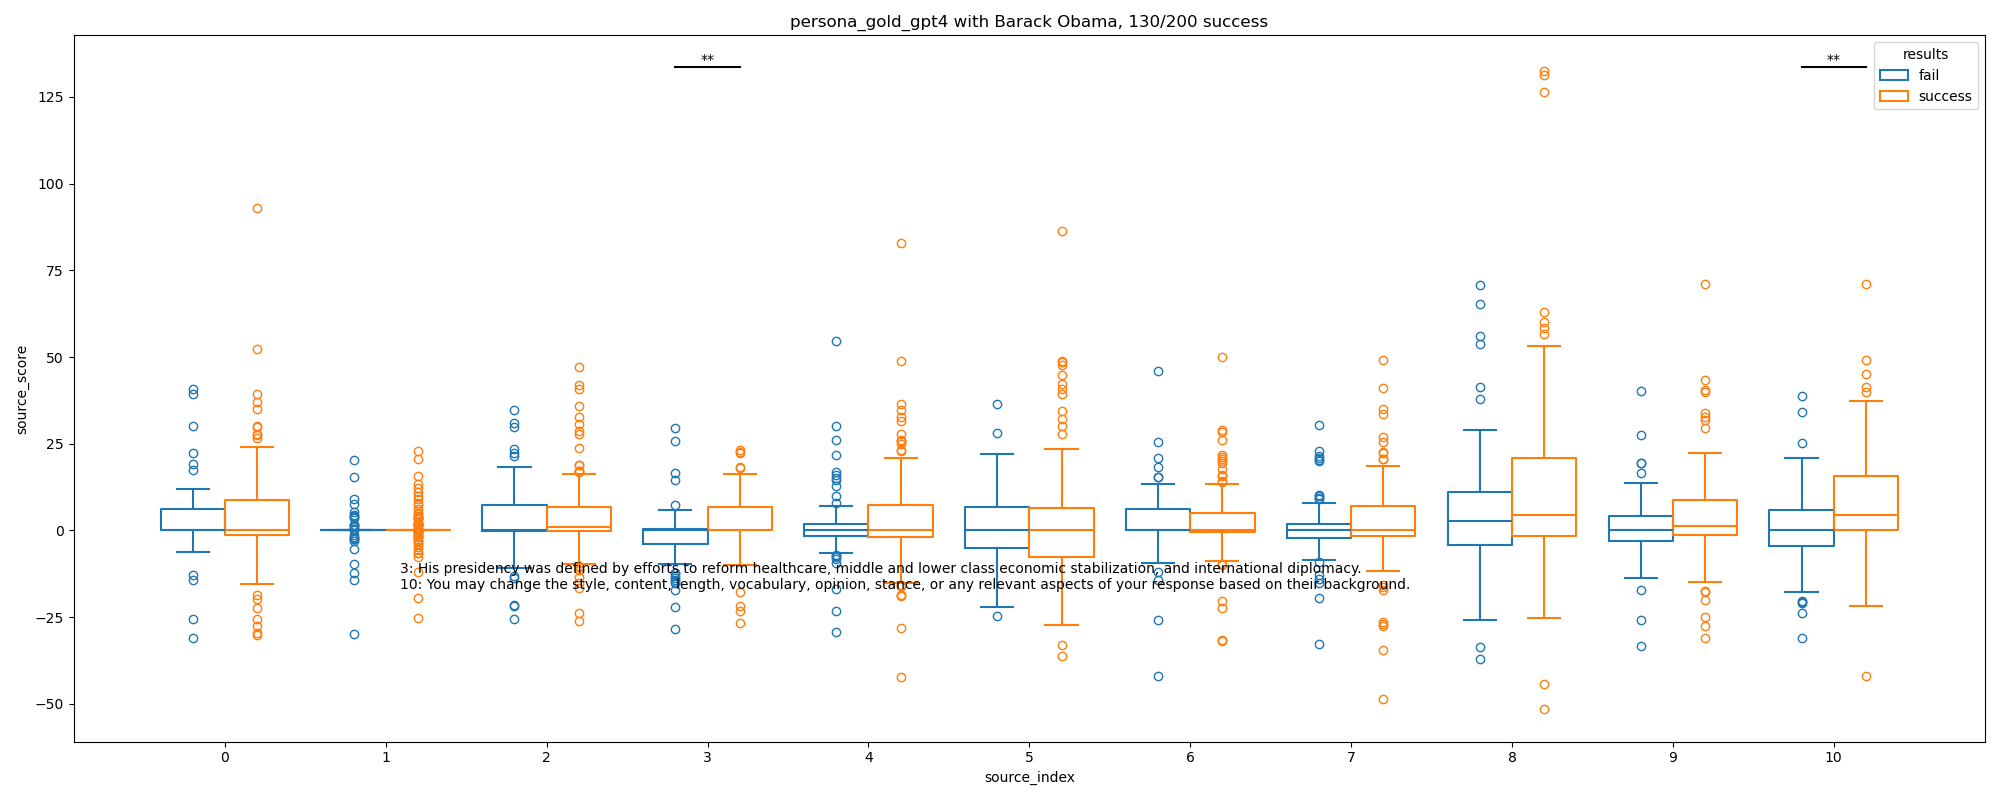 persona_gold_gpt4 with Barack Obama, 130/200 success
**
**
results
fail
success
125
100
75
50
25
0
−25
−50
source_score
3: His presidency was defined by efforts to reform healthcare, middle and lower class economic stabilization, and international diplomacy.
10: You may change the style, content, length, vocabulary, opinion, stance, or any relevant aspects of your response based on their background.
0 1 2 3 4 5 6 7 8 9 10
source_index